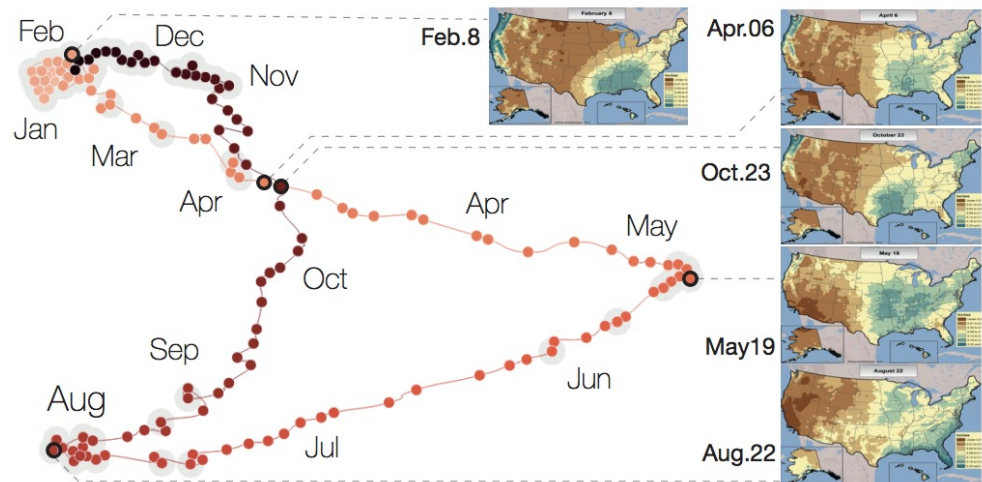 Feb
Dec
Nov
Jan
Mar
Apr
Apr
May
Oct
Sep
Jun
Aug
Jul
Feb.8
February 8
Apr.06
April 6
Oct.23
October 23
May19
May 19
Aug.22
August 22